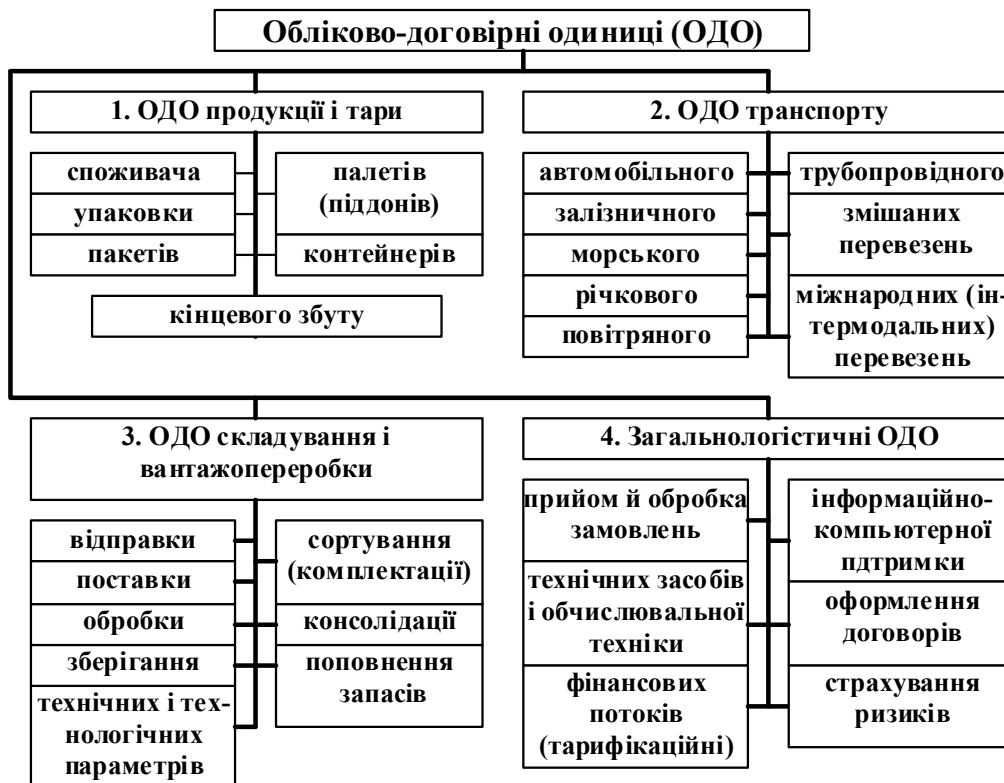 Обліково-договірні одиниці (ОДО)
1. ОДО продукції і тари
споживача
упаковки
пакетів
палетів
(піддонів)
контейнерів
кінцевого збуту
2. ОДО транспорту
автомобільного
залізничного
морського
річкового
повітряного
трубопровідного
змішаних
перевезень
міжнародних (ін-
термодальних)
перевезень
3. ОДО складування і
вантажопереробки
відправки
поставки
обробки
зберігання
технічних і тех-
нологічних
параметрів
сортування
(комплектації)
консолідації
поповнення
запасів
4. Загальнологістичні ОДО
прийом й обробка
замовлень
технічних засобів
і обчислювальної
техніки
фінансових
потоків
(тарифікаційні)
інформаційно-
компьютерної
пдтримки
оформлення
договорів
страхування
ризиків